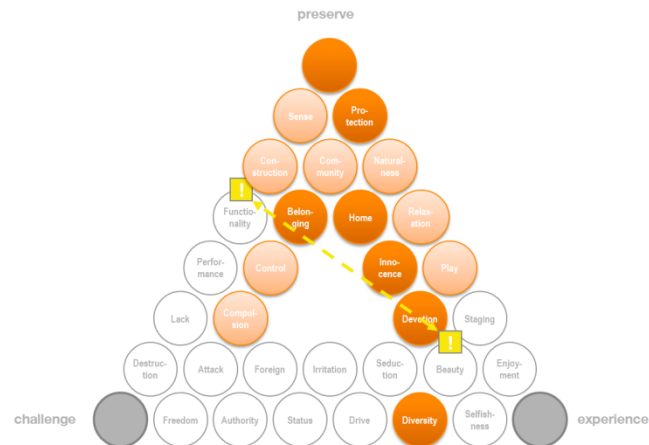 preserve
Sense
Pro-
tection
Con-
struction
Com-
munity
Natural-
ness
!
Functio-
nality
Belon-
ging
Home
Relax-
ation
Perfor-
mance
Control
Inno-
cence
Play
Lack
Compul-
sion
Devotion
Staging
!
Destruc-
tion
Attack
Foreign
Irritation
Seduc-
tion
Beauty
Enjoy-
ment
challenge
Freedom
Authority
Status
Drive
Diversity
Selfish-
ness
experience